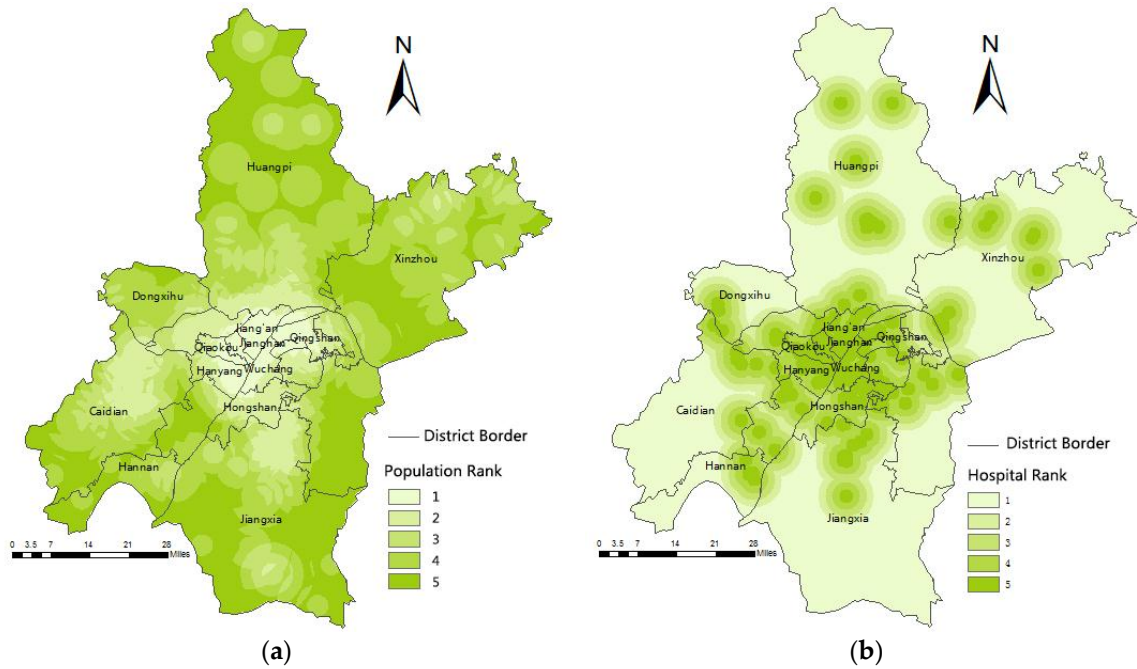 N
Huangpi
Xinzhou
Dongxihu
Jiang'an
Qiaokou
Jianghan
Qingshan
Hanyang
Wuchang
Caidian
Hongshan
Hannan
Jiangxia
District Border
Population Rank
1
2
3
4
5
0 3.5 7 14 21 28
Miles
(a)
N
Huangpi
Xinzhou
Dongxihu
Jiang'an
Qiaokou
Jianghan
Qingshan
Hanyang
Wuchang
Caidian
Hongshan
Hannan
Jiangxia
District Border
Hospital Rank
1
2
3
4
5
0 3.5 7 14 21 28
Miles
(b)